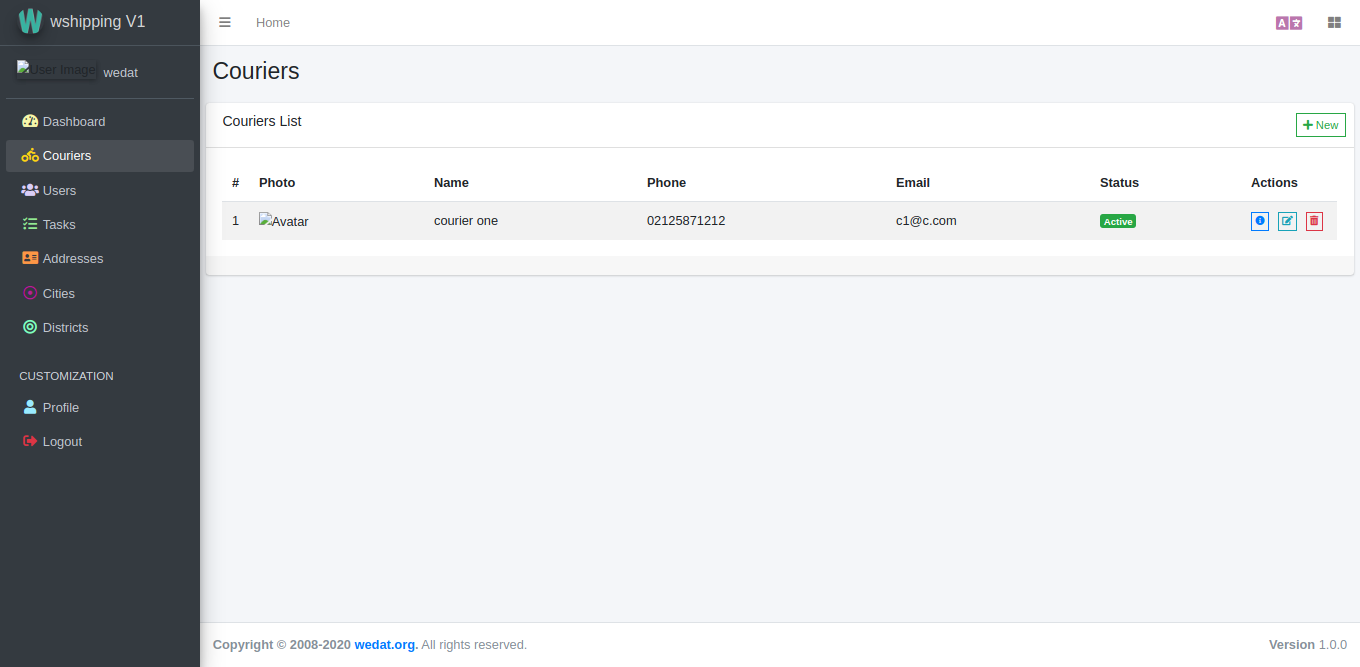 wshipping V1
Home
User Image
wedat
Dashboard
Couriers
Users
Tasks
Addresses
Cities
Districts
CUSTOMIZATION
Profile
Logout
Couriers
Couriers List
New
# Photo Name Phone Email Status Actions
1 Avatar courier one 02125871212 c1@c.com Active
Copyright © 2008-2020 wedat.org. All rights reserved.
Version 1.0.0